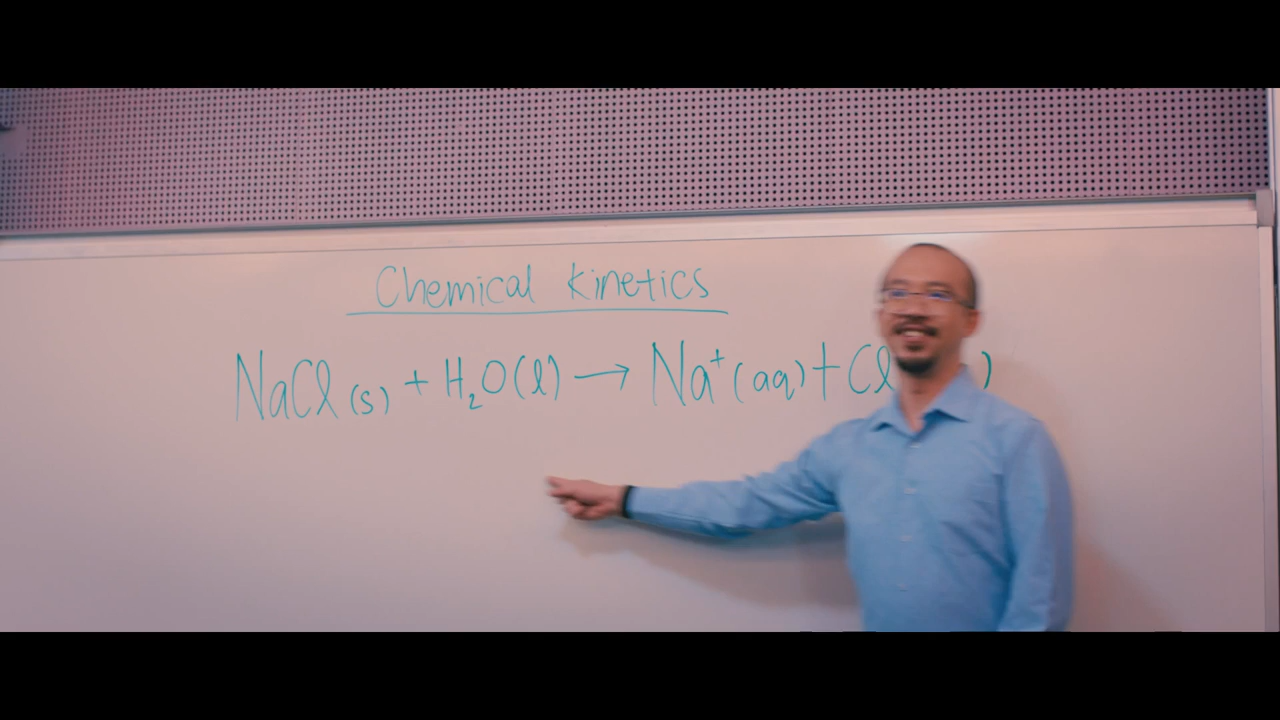 Chemical kinetics
NaCl (s) + H₂O(l) → Na⁺ (aq) + Cl )